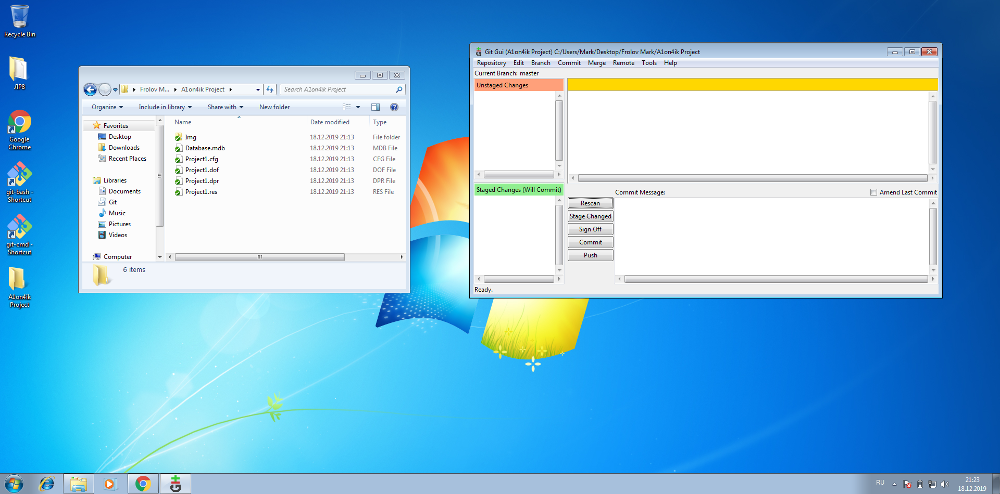 Recycle Bin
ЛР8
Google
Chrome
git-bash -
Shortcut
git-cmd -
Shortcut
A1on4ik
Project
Frolov M...
A1on4ik Project
Search A1on4ik Project
Organize
Include in library
Share with
New folder
Favorites
Desktop
Downloads
Recent Places
Libraries
Documents
Git
Music
Pictures
Videos
Computer
Name Date modified Type
Img 18.12.2019 21:13 File folder
Database.mdb 18.12.2019 21:13 MDB File
Project1.cfg 18.12.2019 21:13 CFG File
Project1.dof 18.12.2019 21:13 DOF File
Project1.dpr 18.12.2019 21:13 DPR File
Project1.res 18.12.2019 21:13 RES File
6 items
Git Gui (A1on4ik Project) C:/Users/Mark/Desktop/Frolov Mark/A1on4ik Project
Repository Edit Branch Commit Merge Remote Tools Help
Current Branch: master
Unstaged Changes
Staged Changes (Will Commit)
Commit Message:
Amend Last Commit
Rescan
Stage Changed
Sign Off
Commit
Push
Ready.
RU
21:23
18.12.2019